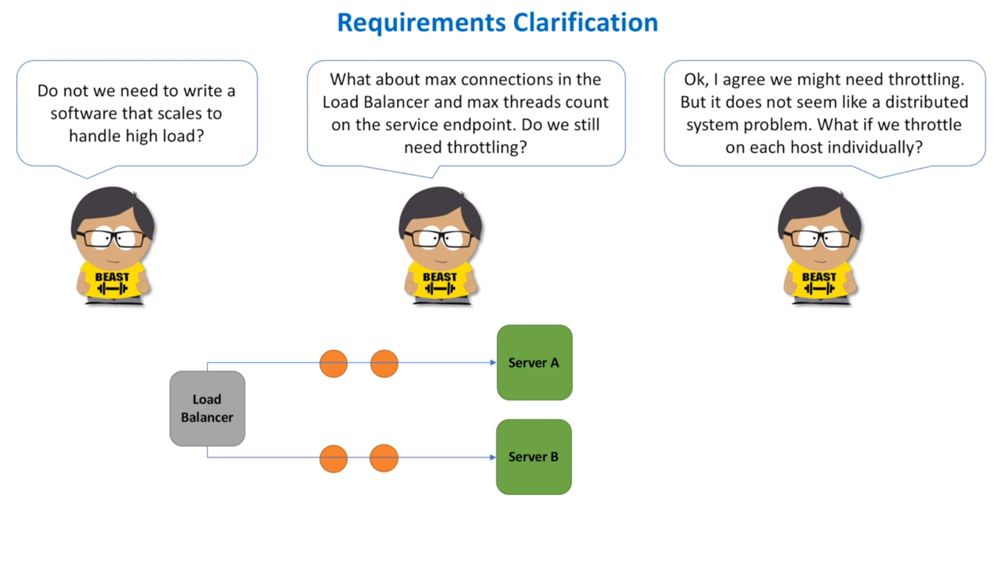 Requirements Clarification
Do not we need to write a
software that scales to
handle high load?
What about max connections in the
Load Balancer and max threads count
on the service endpoint. Do we still
need throttling?
Ok, I agree we might need throttling.
But it does not seem like a distributed
system problem. What if we throttle
on each host individually?
BEAST
BEAST
BEAST
Load
Balancer
Server A
Server B